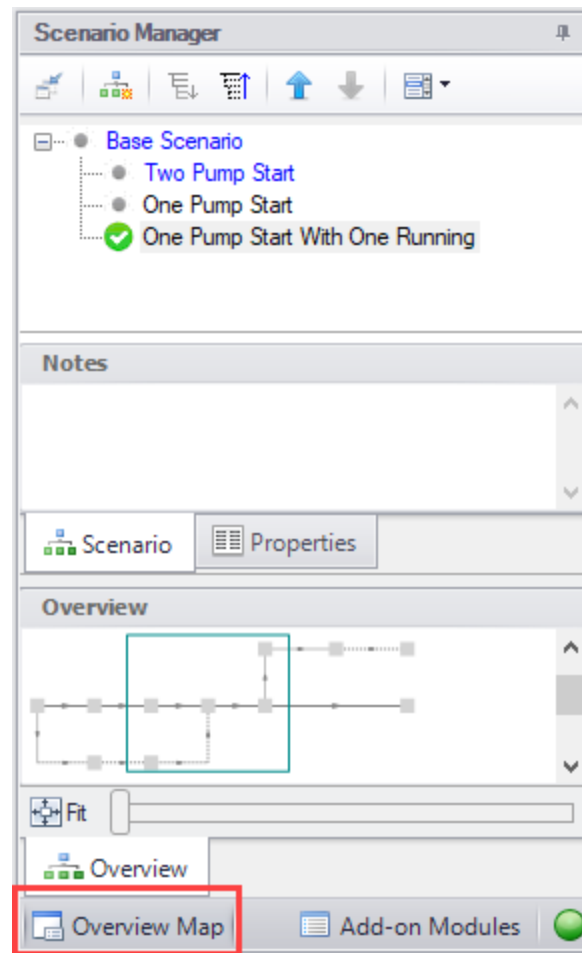 Scenario Manager
Base Scenario
Two Pump Start
One Pump Start
One Pump Start With One Running
Notes
Scenario
Properties
Overview
Fit
Overview
Overview Map
Add-on Modules